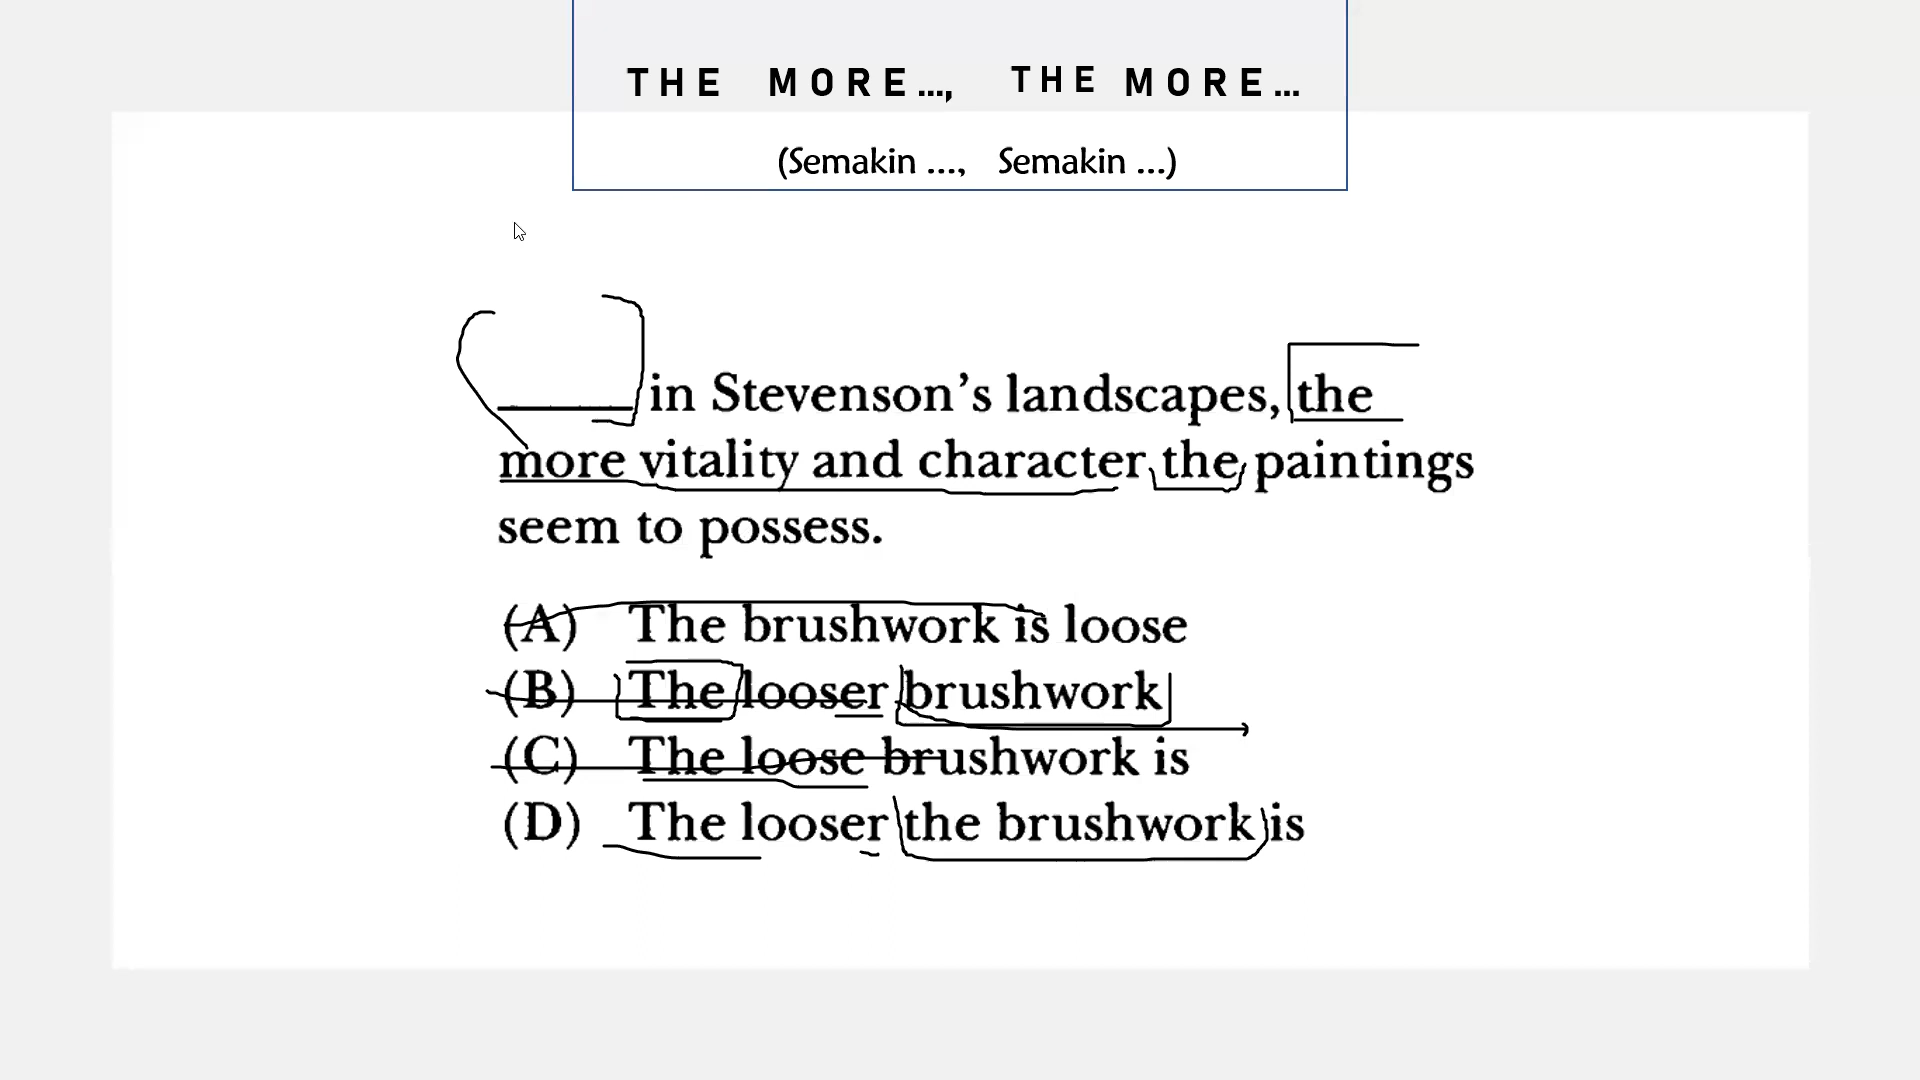 THE MORE..., THE MORE...
(Semakin ..., Semakin ...)
______ in Stevenson's landscapes, the
more vitality and character the paintings
seem to possess.
(A) The brushwork is loose
(B) The looser brushwork
(C) The loose brushwork is
(D) The looser the brushwork is